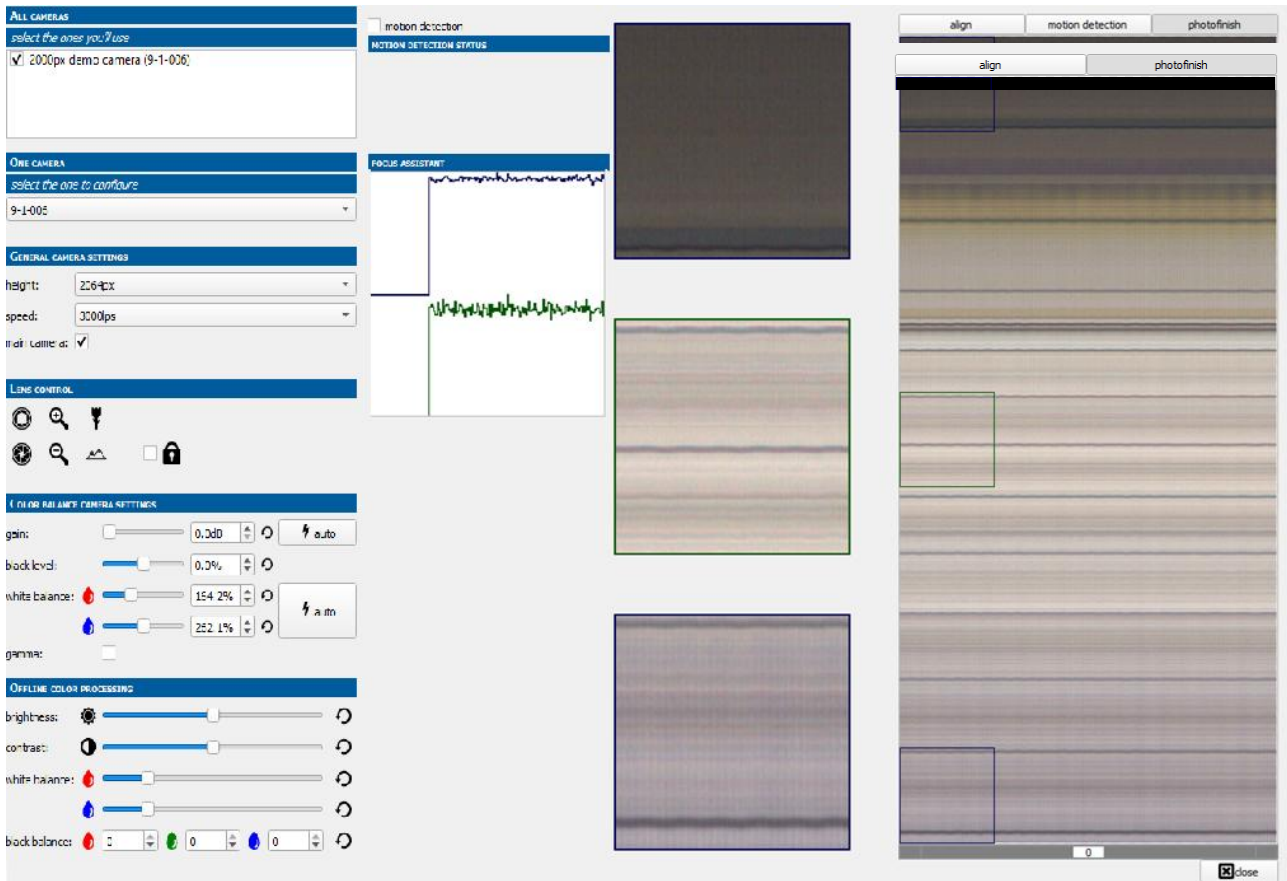 ALL CAMERAS
select the ones you'll use
2000px demo camera (9-1-006)
ONE CAMERA
select the one to configure
9-1-006
GENERAL CAMERA SETTINGS
height:
2064px
speed:
3000lps
main camera:
LENS CONTROL
COLOR BALANCE CAMERA SETTINGS
gain:
0.0dB
auto
black level:
0.0%
white balance:
auto
gamma:
OFFLINE COLOR PROCESSING
brightness:
contrast:
white balance:
black balance:
0
0
0
motion detection
MOTION DETECTION STATUS
FOCUS ASSISTANT
align
motion detection
photofinish
align
photofinish
0
close